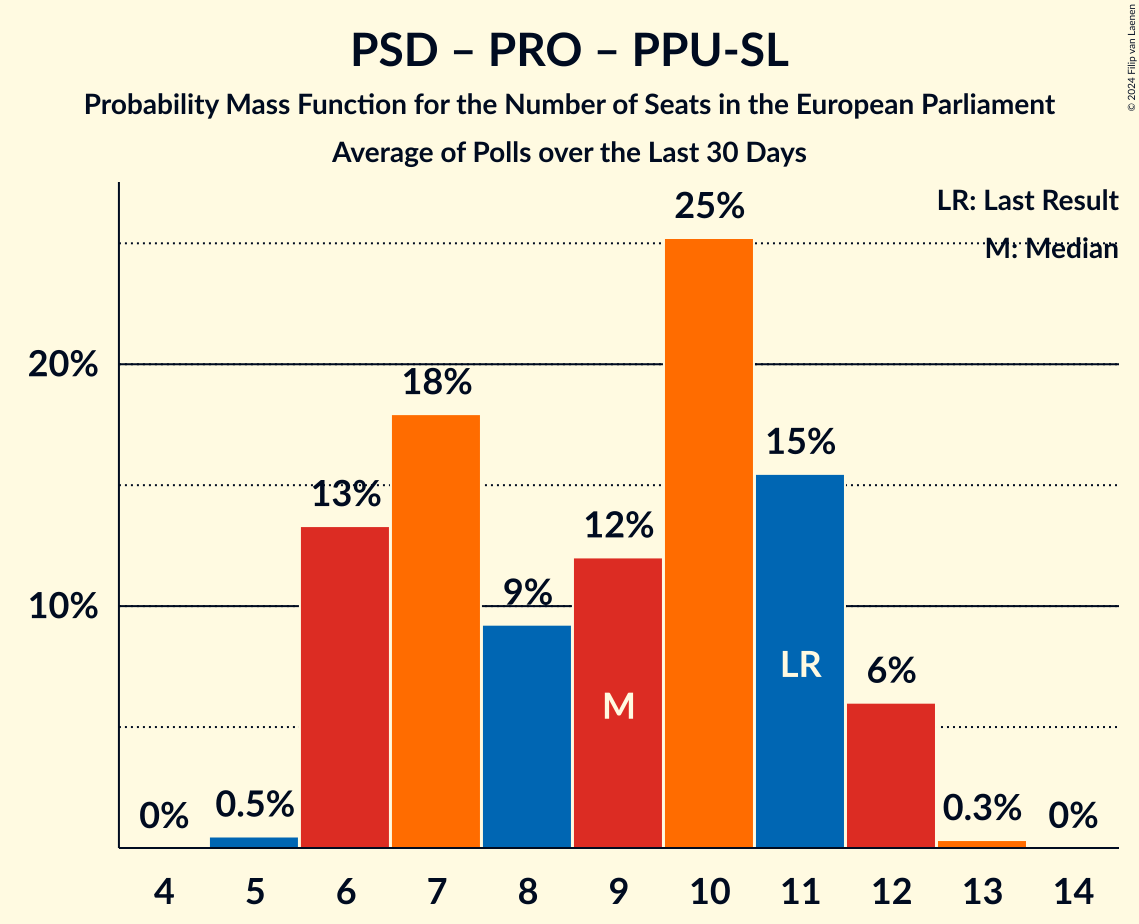 PSD – PRO – PPU-SL
Probability Mass Function for the Number of Seats in the European Parliament
Average of Polls over the Last 30 Days
© 2024 Filip van Laenen
LR: Last Result
M: Median
20%
10%
0%
0.5%
13%
18%
9%
12%
25%
15%
6%
0.3%
0%
M
LR
4 5 6 7 8 9 10 11 12 13 14